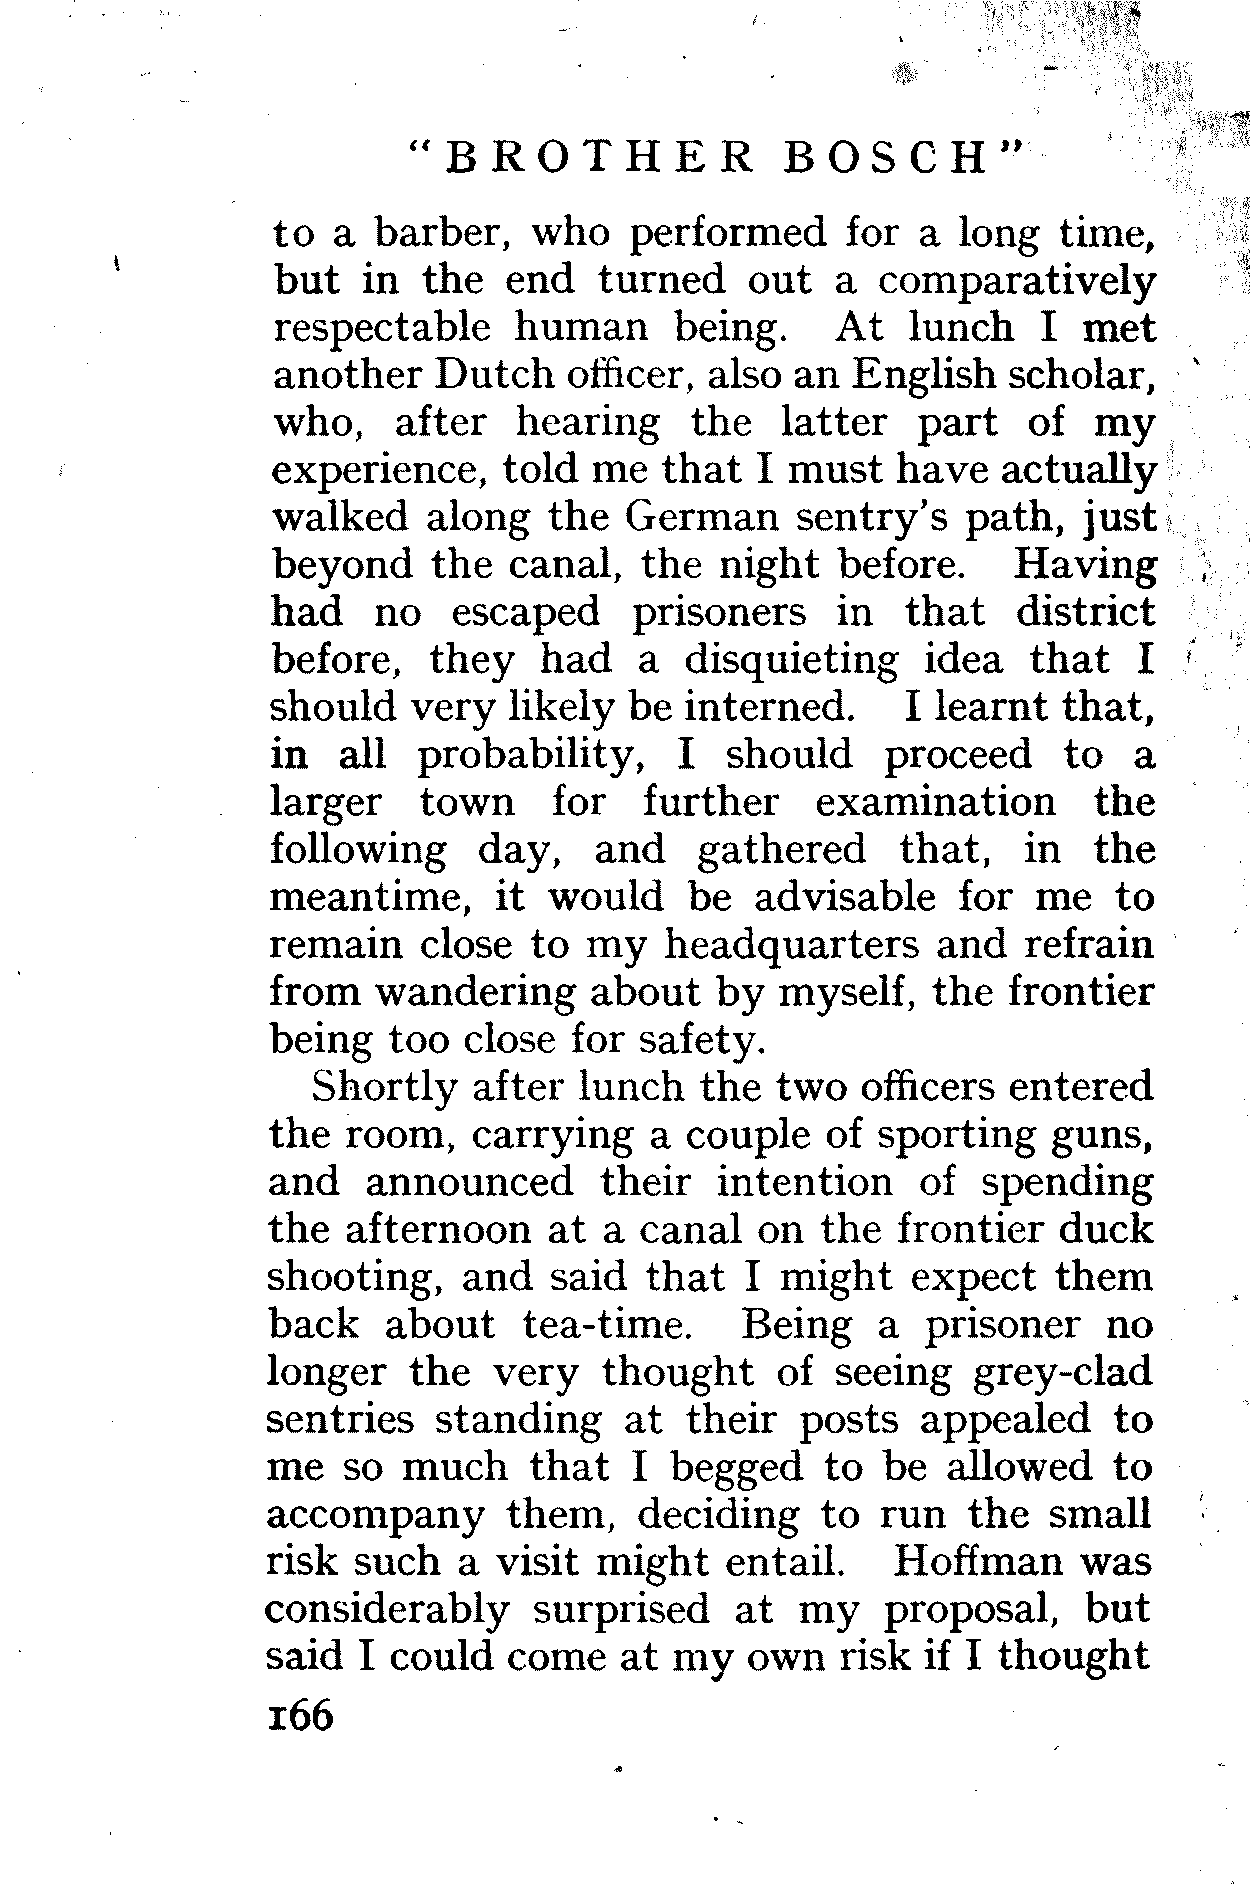 "BROTHER BOSCH"
to a barber, who performed for a long time,
but in the end turned out a comparatively
respectable human being. At lunch I met
another Dutch officer, also an English scholar,
who, after hearing the latter part of my
experience, told me that I must have actually
walked along the German sentry's path, just
beyond the canal, the night before. Having
had no escaped prisoners in that district
before, they had a disquieting idea that I
should very likely be interned. I learnt that,
in all probability, I should proceed to a
larger town for further examination the
following day, and gathered that, in the
meantime, it would be advisable for me to
remain close to my headquarters and refrain
from wandering about by myself, the frontier
being too close for safety.
Shortly after lunch the two officers entered
the room, carrying a couple of sporting guns,
and announced their intention of spending
the afternoon at a canal on the frontier duck
shooting, and said that I might expect them
back about tea-time. Being a prisoner no
longer the very thought of seeing grey-clad
sentries standing at their posts appealed to
me so much that I begged to be allowed to
accompany them, deciding to run the small
risk such a visit might entail. Hoffman was
considerably surprised at my proposal, but
said I could come at my own risk if I thought
166